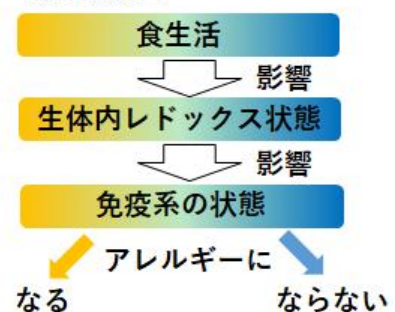 食生活
影響
生体内レドックス状態
影響
免疫系の状態
アレルギーに
なる
ならない